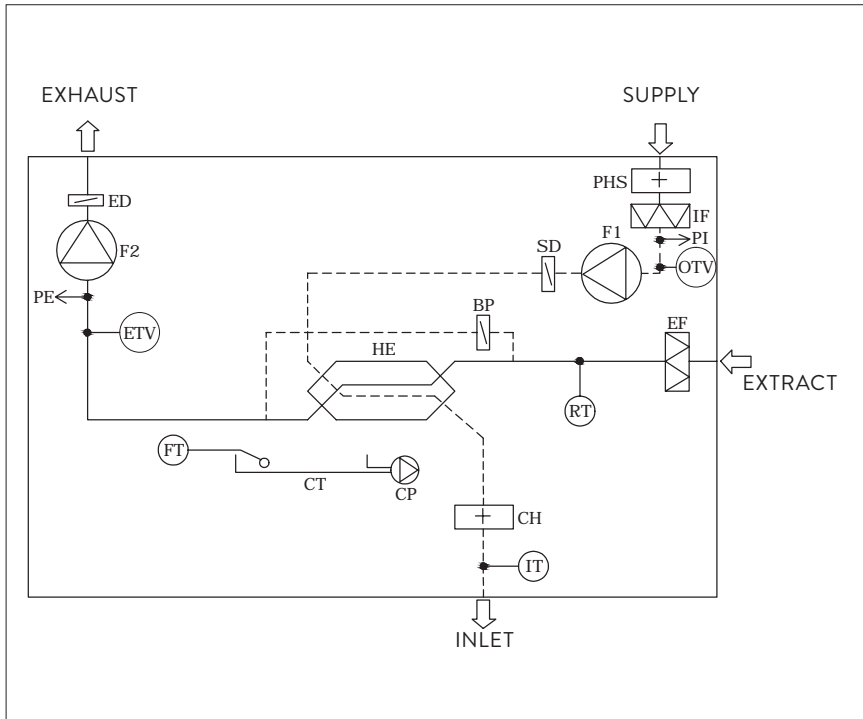 EXHAUST
SUPPLY
PHS
ED
IF
F1
F2
PI
SD
OTV
PE
BP
EF
ETV
HE
EXTRACT
RT
FT
CT
CP
CH
IT
INLET